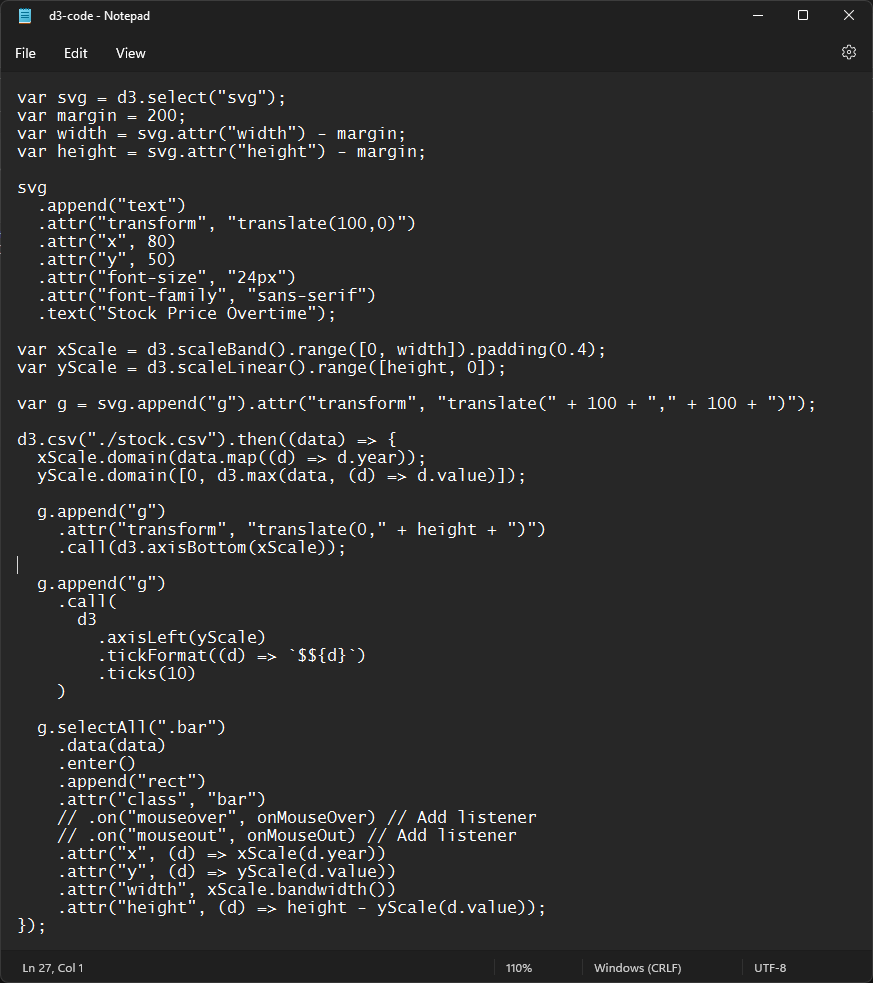 d3-code - Notepad
File Edit View
var svg = d3.select("svg");
var margin = 200;
var width = svg.attr("width") - margin;
var height = svg.attr("height") - margin;

svg
  .append("text")
  .attr("transform", "translate(100,0)")
  .attr("x", 80)
  .attr("y", 50)
  .attr("font-size", "24px")
  .attr("font-family", "sans-serif")
  .text("Stock Price Overtime");

var xScale = d3.scaleBand().range([0, width]).padding(0.4);
var yScale = d3.scaleLinear().range([height, 0]);

var g = svg.append("g").attr("transform", "translate(" + 100 + "," + 100 + ")");

d3.csv("./stock.csv").then((data) => {
  xScale.domain(data.map((d) => d.year));
  yScale.domain([0, d3.max(data, (d) => d.value)]);

  g.append("g")
    .attr("transform", "translate(0," + height + ")")
    .call(d3.axisBottom(xScale));

  g.append("g")
    .call(
      d3
        .axisLeft(yScale)
        .tickFormat((d) => `$${d}`)
        .ticks(10)
    )

  g.selectAll(".bar")
    .data(data)
    .enter()
    .append("rect")
    .attr("class", "bar")
    // .on("mouseover", onMouseOver) // Add listener
    // .on("mouseout", onMouseOut) // Add listener
    .attr("x", (d) => xScale(d.year))
    .attr("y", (d) => yScale(d.value))
    .attr("width", xScale.bandwidth())
    .attr("height", (d) => height - yScale(d.value));
});
Ln 27, Col 1 110% Windows (CRLF) UTF-8